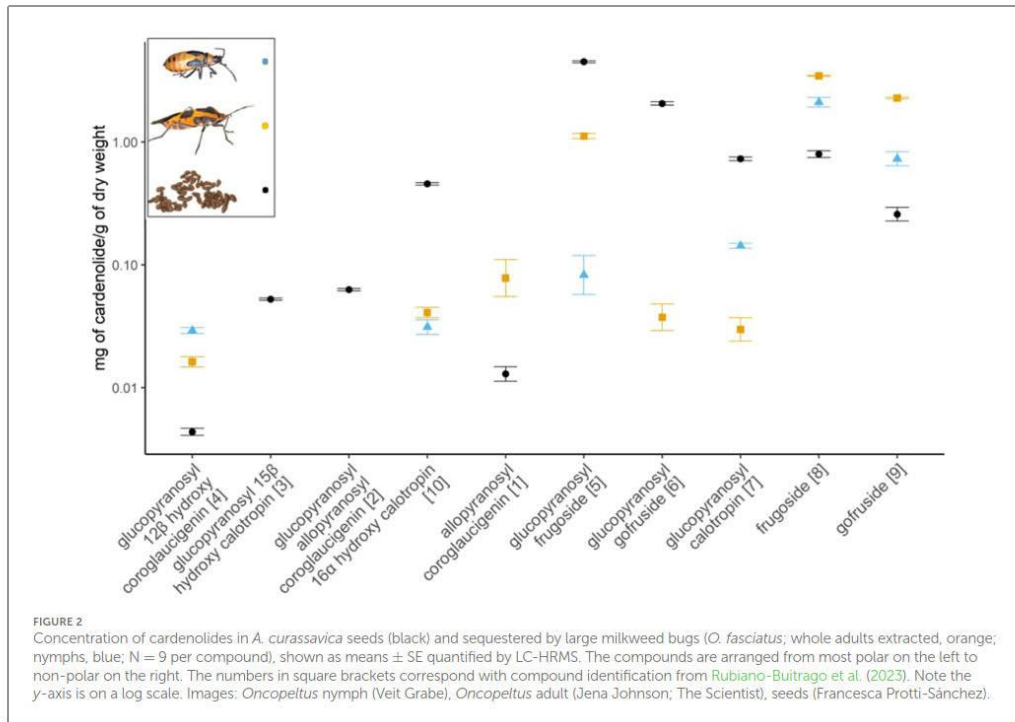 mg of cardenolide/g of dry weight
1.00
0.10
0.01
glucopyranosyl
12β hydroxy
coroglaucigenin [4]
glucopyranosyl 15β
hydroxy calotropin [3]
glucopyranosyl
allopyranosyl
coroglaucigenin [2]
16α hydroxy calotropin
[10]
allopyranosyl
coroglaucigenin [1]
glucopyranosyl
frugoside [5]
glucopyranosyl
gofruside [6]
glucopyranosyl
calotropin [7]
frugoside [8]
gofruside [9]
FIGURE 2
Concentration of cardenolides in A. curassavica seeds (black) and sequestered by large milkweed bugs (O. fasciatus; whole adults extracted, orange;
nymphs, blue; N = 9 per compound), shown as means ± SE quantified by LC-HRMS. The compounds are arranged from most polar on the left to
non-polar on the right. The numbers in square brackets correspond with compound identification from Rubiano-Buitrago et al. (2023). Note the
y-axis is on a log scale. Images: Oncopeltus nymph (Veit Grabe), Oncopeltus adult (Jena Johnson; The Scientist), seeds (Francesca Protti-Sánchez).